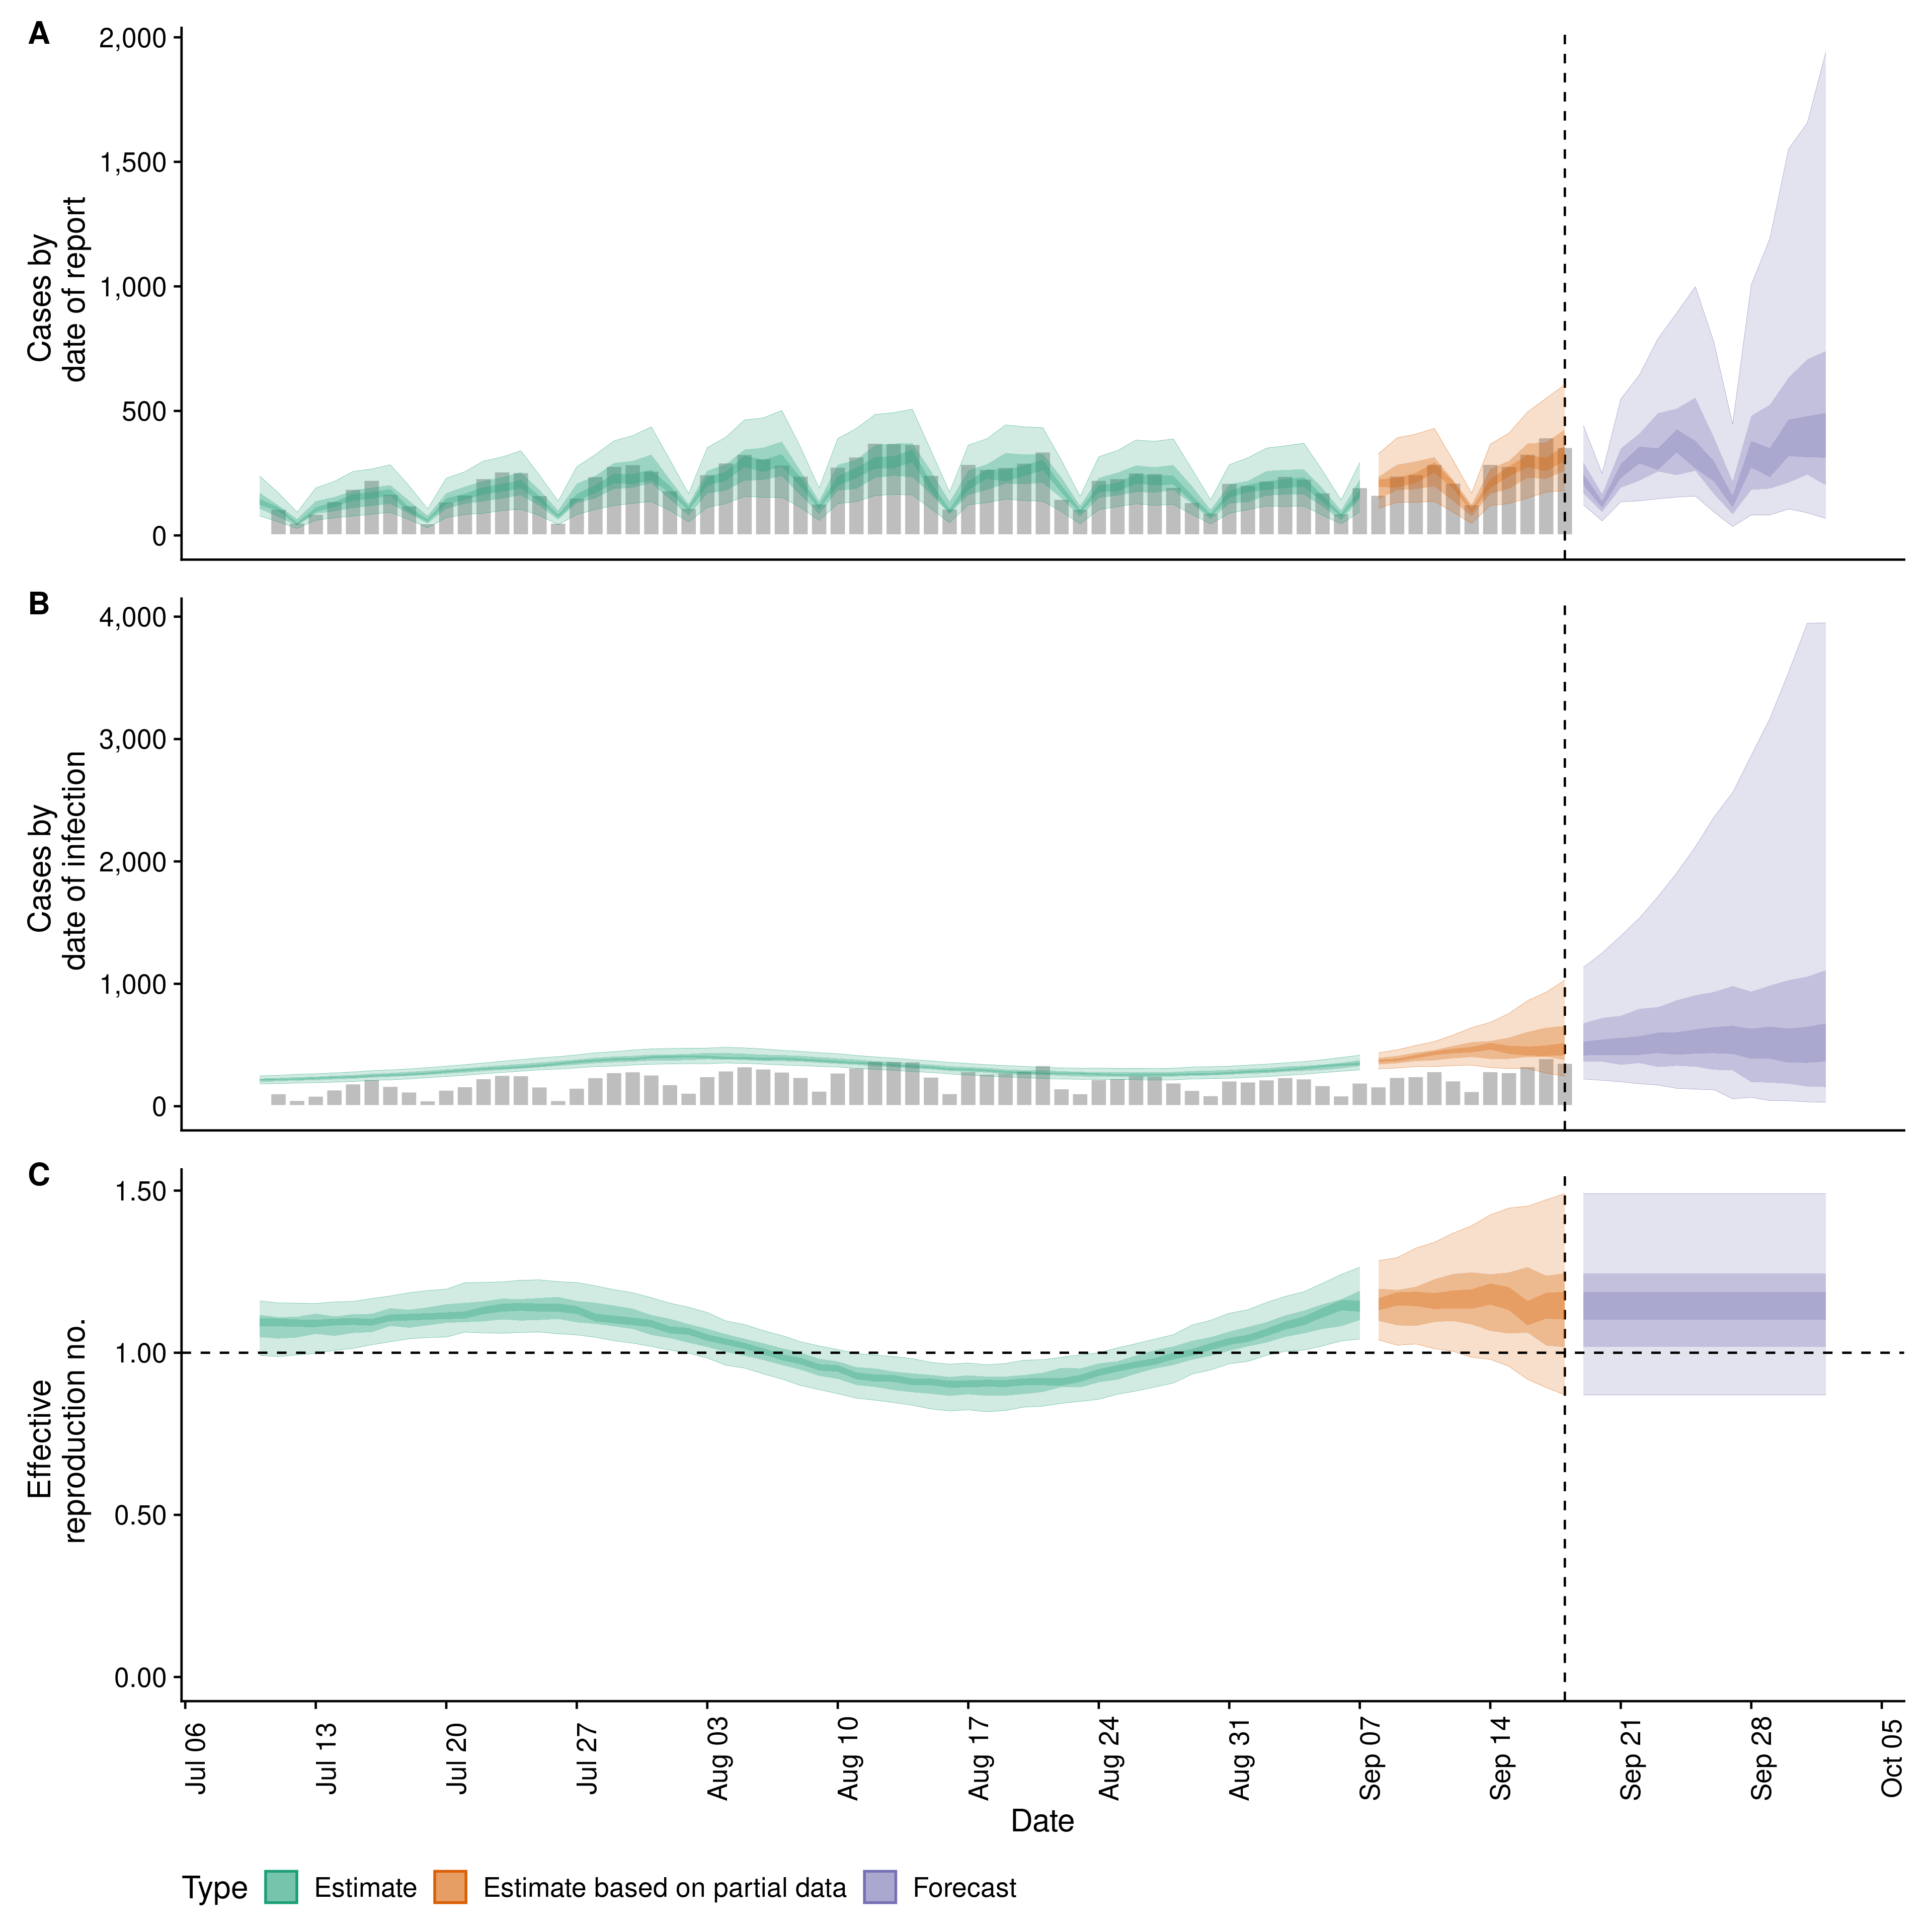 A
2,000
1,500
1,000
500
0
Cases by
date of report
B
4,000
3,000
2,000
1,000
0
Cases by
date of infection
C
1.50
1.00
0.50
0.00
Effective
reproduction no.
Jul 06
Jul 13
Jul 20
Jul 27
Aug 03
Aug 10
Aug 17
Aug 24
Aug 31
Sep 07
Sep 14
Sep 21
Sep 28
Oct 05
Date
Type Estimate Estimate based on partial data Forecast